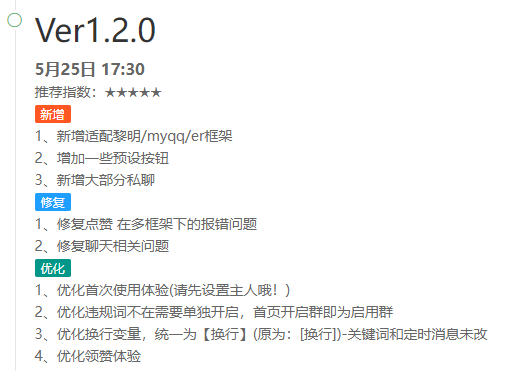 Ver1.2.0
5月25日 17:30
推荐指数：★★★★★
新增
1、新增适配黎明/myqq/er框架
2、增加一些预设按钮
3、新增大部分私聊
修复
1、修复点赞 在多框架下的报错问题
2、修复聊天相关问题
优化
1、优化首次使用体验(请先设置主人哦！)
2、优化违规词不在需要单独开启，首页开启群即为启用群
3、优化换行变量，统一为【换行】(原为：[换行])-关键词和定时消息未改
4、优化领赞体验